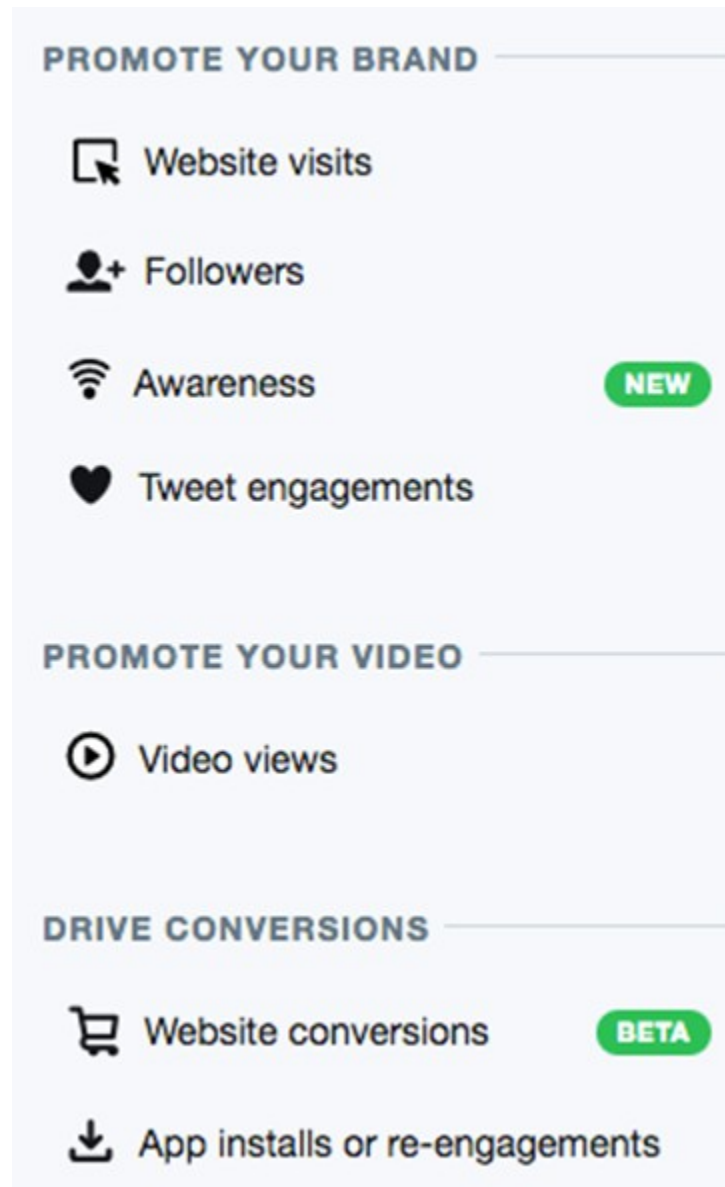 PROMOTE YOUR BRAND
Website visits
Followers
Awareness NEW
Tweet engagements
PROMOTE YOUR VIDEO
Video views
DRIVE CONVERSIONS
Website conversions BETA
App installs or re-engagements